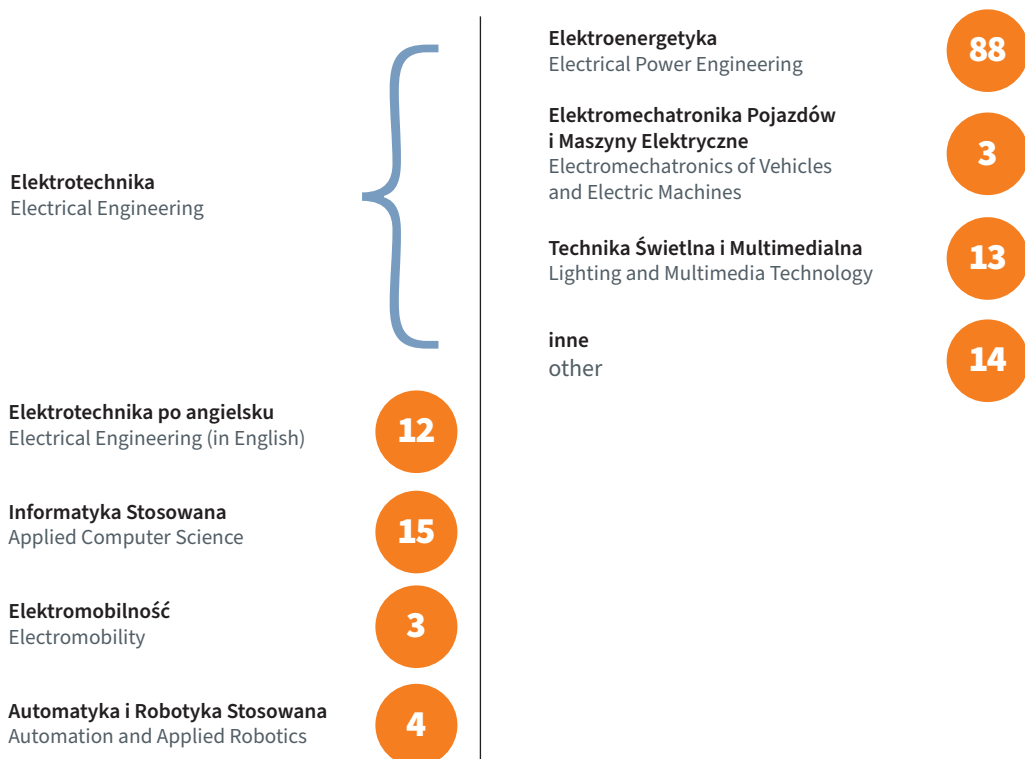 Elektrotechnika
Electrical Engineering
Elektroenergetyka
Electrical Power Engineering
88
Elektromechatronika Pojazdów
i Maszyny Elektryczne
Electromechatronics of Vehicles
and Electric Machines
3
Technika Świetlna i Multimedialna
Lighting and Multimedia Technology
13
inne
other
14
Elektrotechnika po angielsku
Electrical Engineering (in English)
12
Informatyka Stosowana
Applied Computer Science
15
Elektromobilność
Electromobility
3
Automatyka i Robotyka Stosowana
Automation and Applied Robotics
4